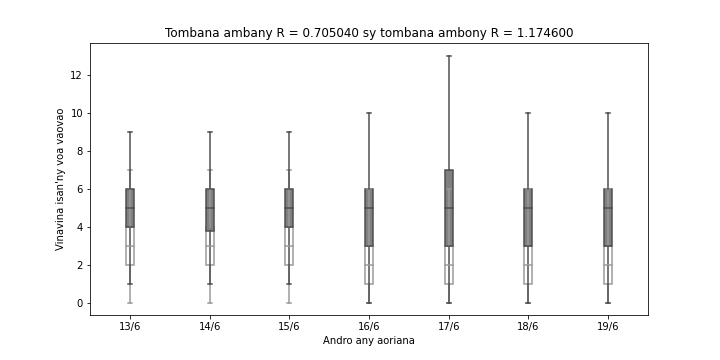 Tombana ambany R = 0.705040 sy tombana ambony R = 1.174600
Vinavina isan'ny voa vaovao
12
10
8
6
4
2
0
13/6 14/6 15/6 16/6 17/6 18/6 19/6
Andro any aoriana